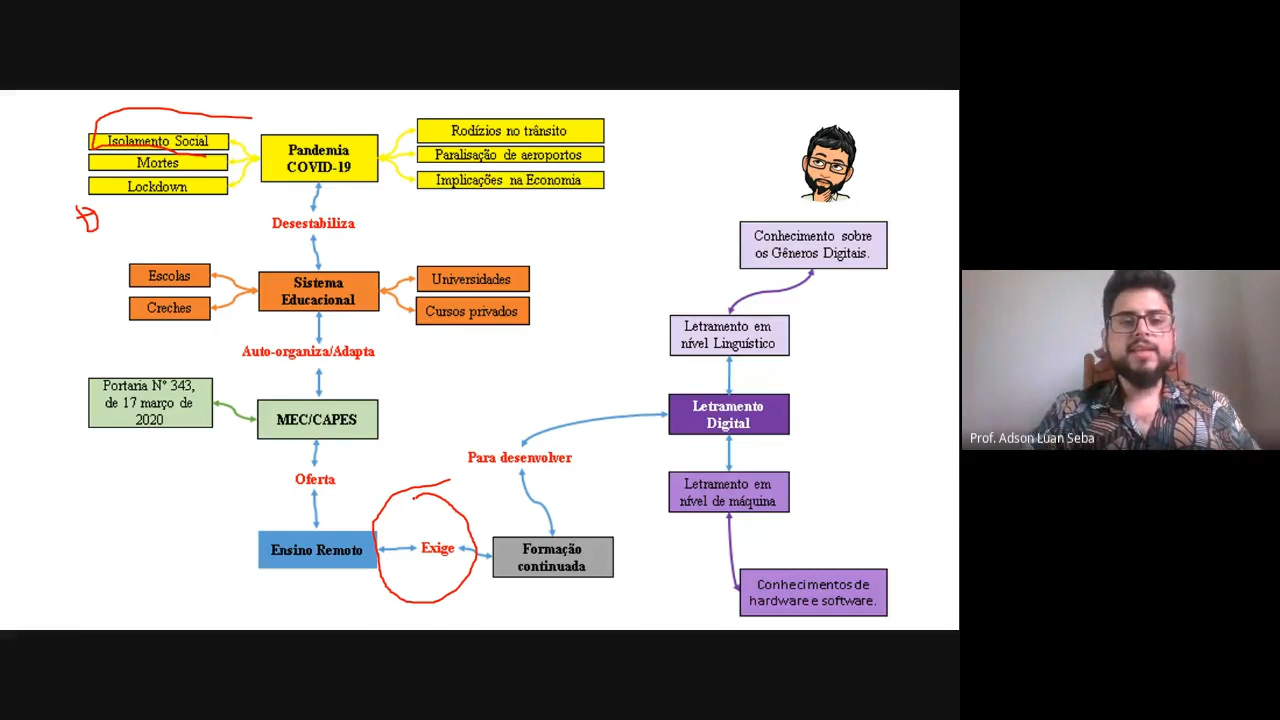 Isolamento Social
Mortes
Lockdown
Pandemia
COVID-19
Rodízios no trânsito
Paralisação de aeroportos
Implicações na Economia
Desestabiliza
Escolas
Creches
Sistema
Educacional
Universidades
Cursos privados
Auto-organiza/Adapta
Portaria N° 343,
de 17 março de
2020
MEC/CAPES
Oferta
Ensino Remoto
Exige
Formação
continuada
Para desenvolver
Conhecimento sobre
os Gêneros Digitais.
Letramento em
nível Linguístico
Letramento
Digital
Letramento em
nível de máquina
Conhecimentos de
hardware e software.
Prof. Adson Luan Seba